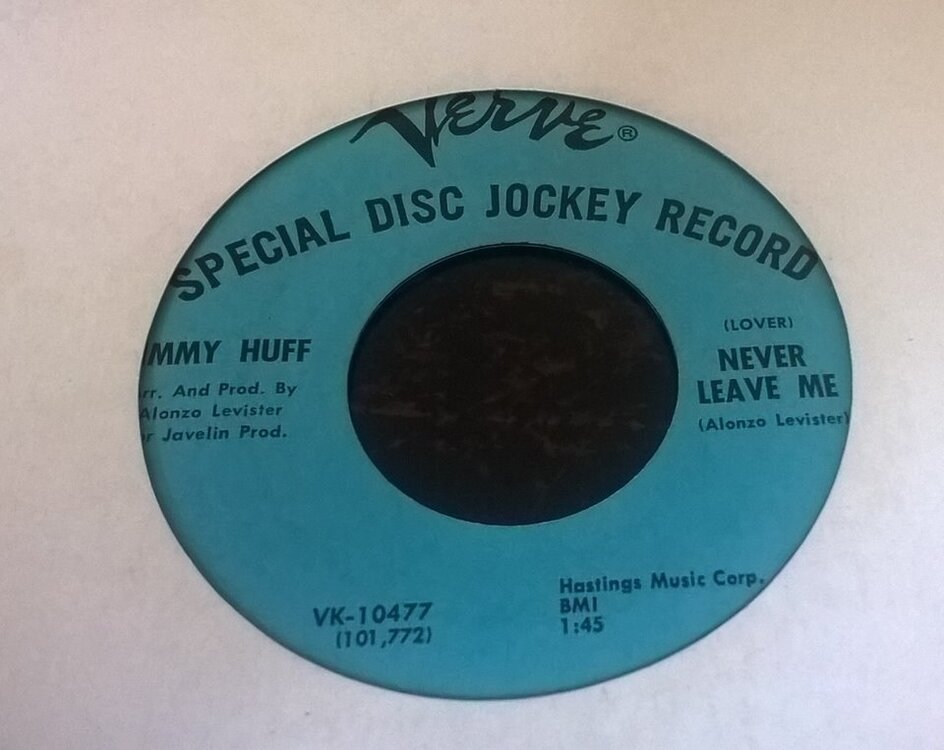 Verve®
SPECIAL DISC JOCKEY RECORD
MMY HUFF
rr. And Prod. By
Alonzo Levister
r Javelin Prod.
(LOVER)
NEVER
LEAVE ME
(Alonzo Levister)
VK-10477
(101,772)
Hastings Music Corp.
BMI
1:45